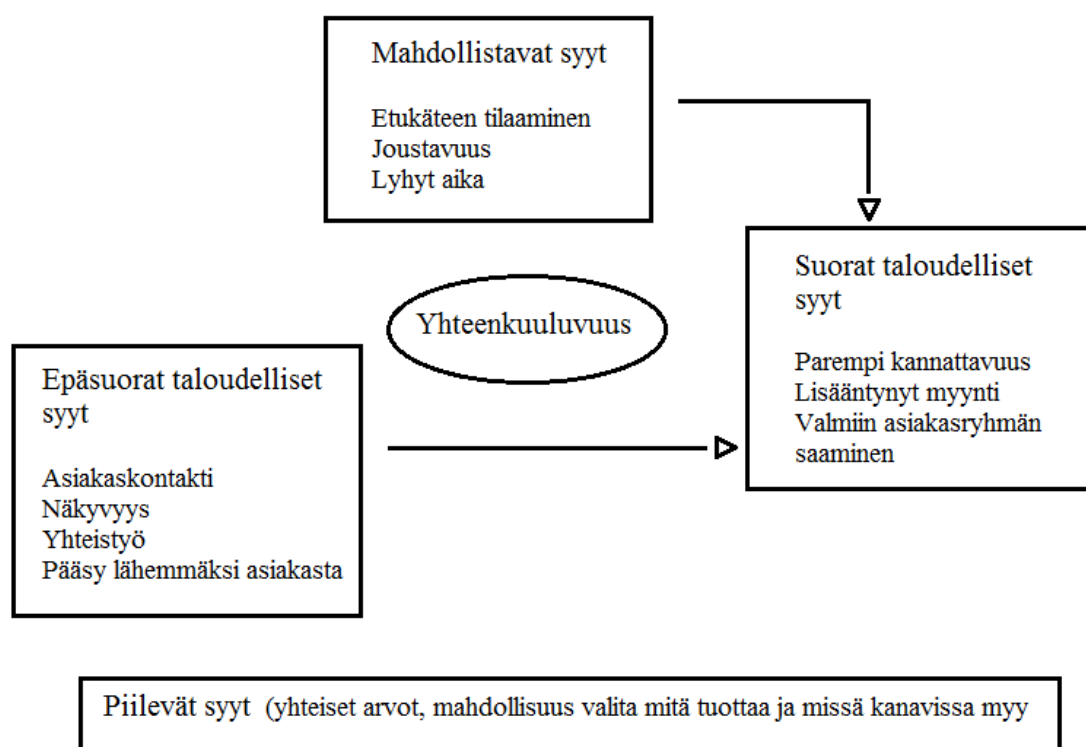 Mahdollistavat syyt
Etukäteen tilaaminen
Joustavuus
Lyhyt aika
Suorat taloudelliset
syyt
Parempi kannattavuus
Lisääntynyt myynti
Valmiin asiakasryhmän
saaminen
Yhteenkuuluvuus
Epäsuorat taloudelliset
syyt
Asiakaskontakti
Näkyvyys
Yhteistyö
Pääsy lähemmäksi asiakasta
Piilevät syyt (yhteiset arvot, mahdollisuus valita mitä tuottaa ja missä kanavissa myy